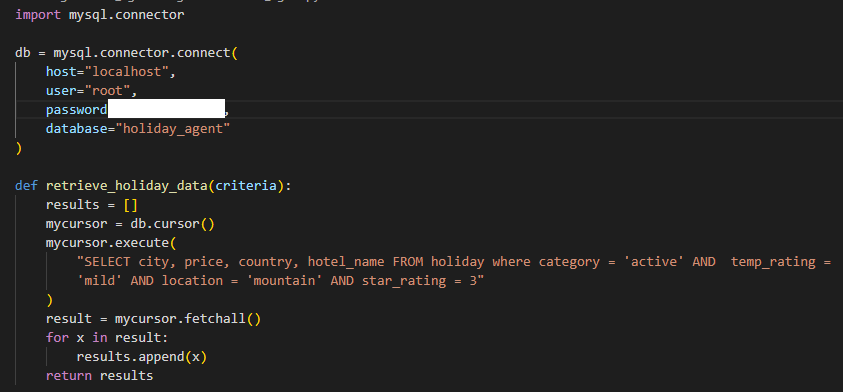 import mysql.connector
db = mysql.connector.connect(
host="localhost",
user="root",
password ,
database="holiday_agent"
)
def retrieve_holiday_data(criteria):
results = []
mycursor = db.cursor()
mycursor.execute(
"SELECT city, price, country, hotel_name FROM holiday where category = 'active' AND  temp_rating =
'mild' AND location = 'mountain' AND star_rating = 3"
)
result = mycursor.fetchall()
for x in result:
results.append(x)
return results